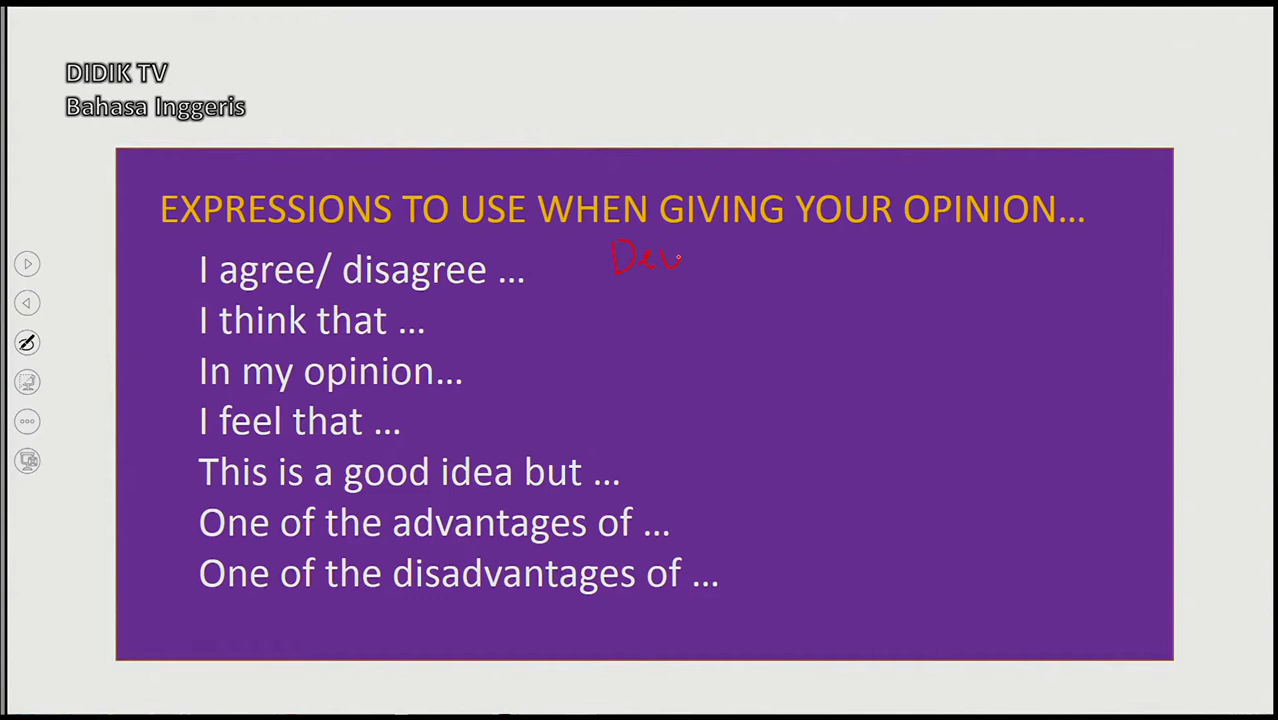 DIDIK TV
Bahasa Inggeris
EXPRESSIONS TO USE WHEN GIVING YOUR OPINION...
Dev
I agree/ disagree ...
I think that ...
In my opinion...
I feel that ...
This is a good idea but ...
One of the advantages of ...
One of the disadvantages of ...